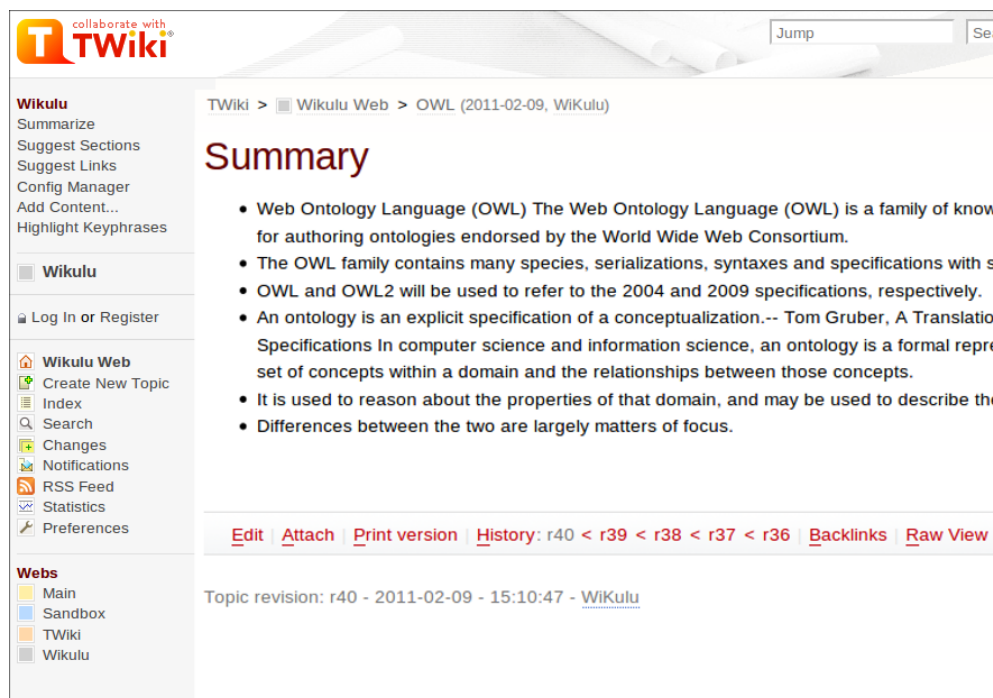 collaborate with
TWiki®
Jump
Wikulu
Summarize
Suggest Sections
Suggest Links
Config Manager
Add Content...
Highlight Keyphrases
Wikulu
Log In or Register
Wikulu Web
Create New Topic
Index
Search
Changes
Notifications
RSS Feed
Statistics
Preferences
Webs
Main
Sandbox
TWiki
Wikulu
TWiki > Wikulu Web > OWL (2011-02-09, WiKulu)
Summary
• Web Ontology Language (OWL) The Web Ontology Language (OWL) is a family of
for authoring ontologies endorsed by the World Wide Web Consortium.
• The OWL family contains many species, serializations, syntaxes and specifications with
• OWL and OWL2 will be used to refer to the 2004 and 2009 specifications, respectively.
• An ontology is an explicit specification of a conceptualization.-- Tom Gruber, A
Specifications In computer science and information science, an ontology is a formal
set of concepts within a domain and the relationships between those concepts.
• It is used to reason about the properties of that domain, and may be used to describe
• Differences between the two are largely matters of focus.
Edit | Attach | Print version | History: r40 < r39 < r38 < r37 < r36 | Backlinks | Raw View
Topic revision: r40 - 2011-02-09 - 15:10:47 - WiKulu